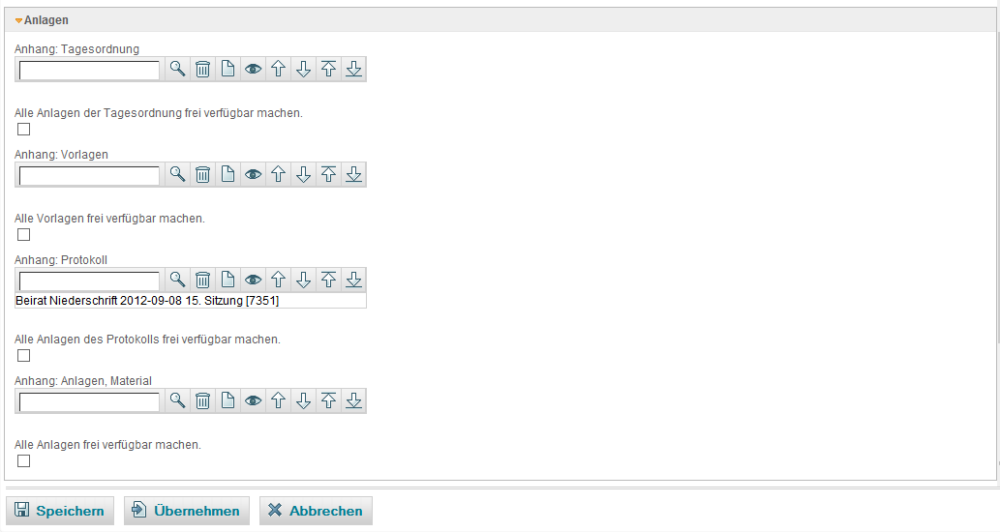 Anlagen
Anhang: Tagesordnung
Alle Anlagen der Tagesordnung frei verfügbar machen.
Anhang: Vorlagen
Alle Vorlagen frei verfügbar machen.
Anhang: Protokoll
Beirat Niederschrift 2012-09-08 15. Sitzung [7351]
Alle Anlagen des Protokolls frei verfügbar machen.
Anhang: Anlagen, Material
Alle Anlagen frei verfügbar machen.
Speichern Übernehmen Abbrechen